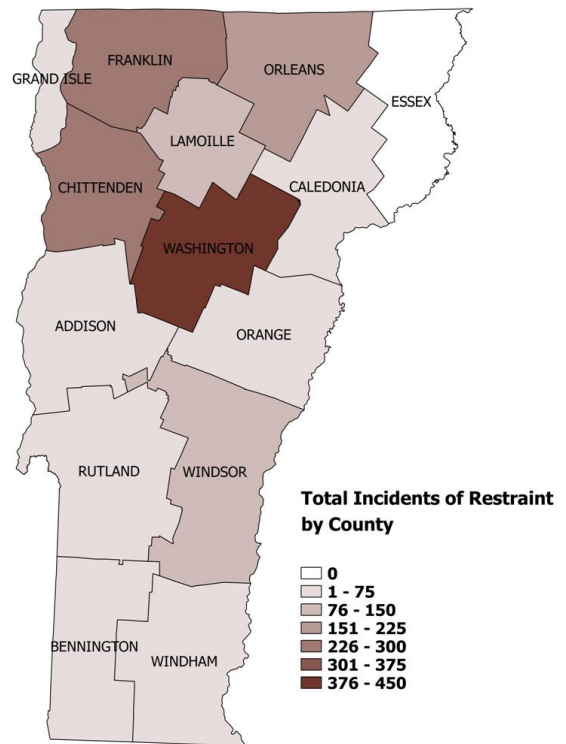 FRANKLIN
ORLEANS
GRAND ISLE
ESSEX
LAMOILLE
CHITTENDEN
CALEDONIA
WASHINGTON
ADDISON
ORANGE
RUTLAND
WINDSOR
Total Incidents of Restraint
by County
0
1 - 75
76 - 150
151 - 225
226 - 300
301 - 375
376 - 450
BENNINGTON
WINDHAM